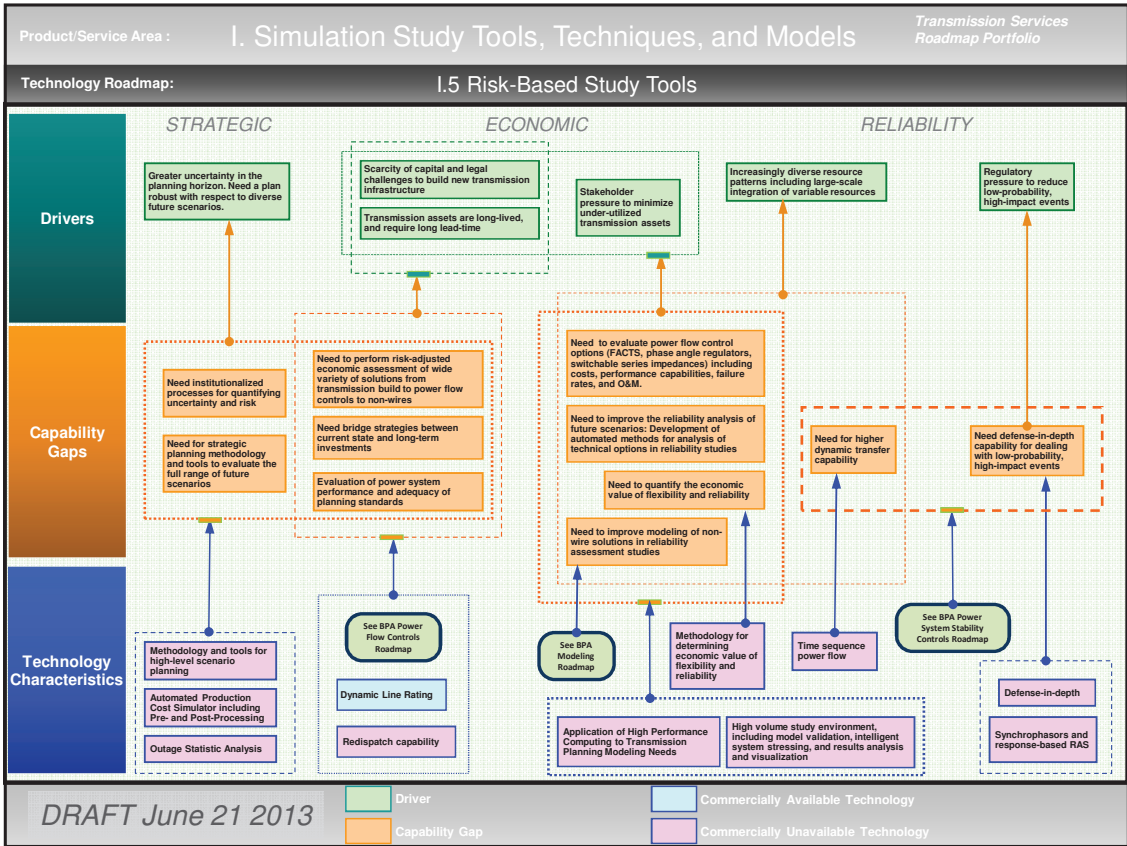 Product/Service Area :
I. Simulation Study Tools, Techniques, and Models
Transmission Services
Roadmap Portfolio
Technology Roadmap:
I.5 Risk-Based Study Tools
STRATEGIC
ECONOMIC
RELIABILITY
Drivers
Greater uncertainty in the
planning horizon. Need a plan
robust with respect to diverse
future scenarios.
Scarcity of capital and legal
challenges to build new transmission
infrastructure
Transmission assets are long-lived,
and require long lead-time
Stakeholder
pressure to minimize
under-utilized
transmission assets
Increasingly diverse resource
patterns including large-scale
integration of variable resources
Regulatory
pressure to reduce
low-probability,
high-impact events
Capability
Gaps
Need institutionalized
processes for quantifying
uncertainty and risk
Need for strategic
planning methodology
and tools to evaluate the
full range of future
scenarios
Need to perform risk-adjusted
economic assessment of wide
variety of solutions from
transmission build to power flow
controls to non-wires
Need bridge strategies between
current state and long-term
investments
Evaluation of power system
performance and adequacy of
planning standards
Need to evaluate power flow control
options (FACTS, phase angle regulators,
switchable series impedances) including
costs, performance capabilities, failure
rates, and O&M.
Need to improve the reliability analysis of
future scenarios: Development of
automated methods for analysis of
technical options in reliability studies
Need to quantify the economic
value of flexibility and reliability
Need to improve modeling of non-
wire solutions in reliability
assessment studies
Need for higher
dynamic transfer
capability
Need defense-in-depth
capability for dealing
with low-probability,
high-impact events
Technology
Characteristics
Methodology and tools for
high-level scenario
planning
Automated Production
Cost Simulator including
Pre- and Post-Processing
Outage Statistic Analysis
See BPA Power
Flow Controls
Roadmap
Dynamic Line Rating
Redispatch capability
See BPA
Modeling
Roadmap
Methodology for
determining
economic value of
flexibility and
reliability
Application of High Performance
Computing to Transmission
Planning Modeling Needs
High volume study environment,
including model validation, intelligent
system stressing, and results analysis
and visualization
Time sequence
power flow
See BPA Power
System Stability
Controls Roadmap
Defense-in-depth
Synchrophasors and
response-based RAS
DRAFT June 21 2013
Driver
Capability Gap
Commercially Available Technology
Commercially Unavailable Technology